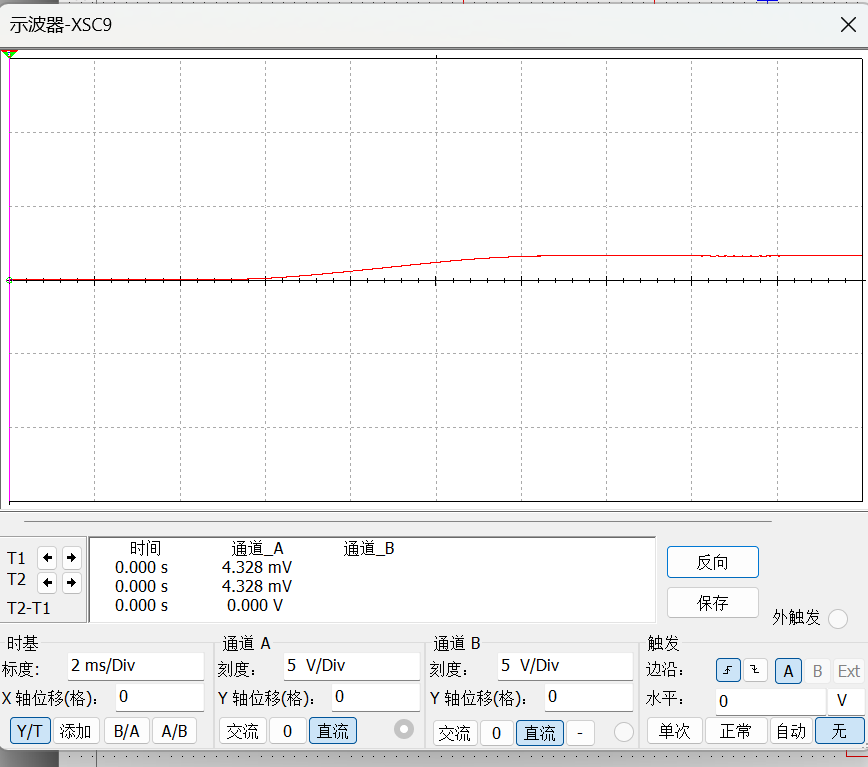 示波器-XSC9
时间 通道_A 通道_B
T1 0.000 s 4.328 mV
T2 0.000 s 4.328 mV
T2-T1 0.000 s 0.000 V
反向
保存
外触发
时基
标度： 2 ms/Div
X 轴位移(格)： 0
Y/T 添加 B/A A/B
通道 A
刻度： 5 V/Div
Y 轴位移(格)： 0
交流 0 直流
通道 B
刻度： 5 V/Div
Y 轴位移(格)： 0
交流 0 直流 -
触发
边沿： A B Ext
水平： 0 V
单次 正常 自动 无